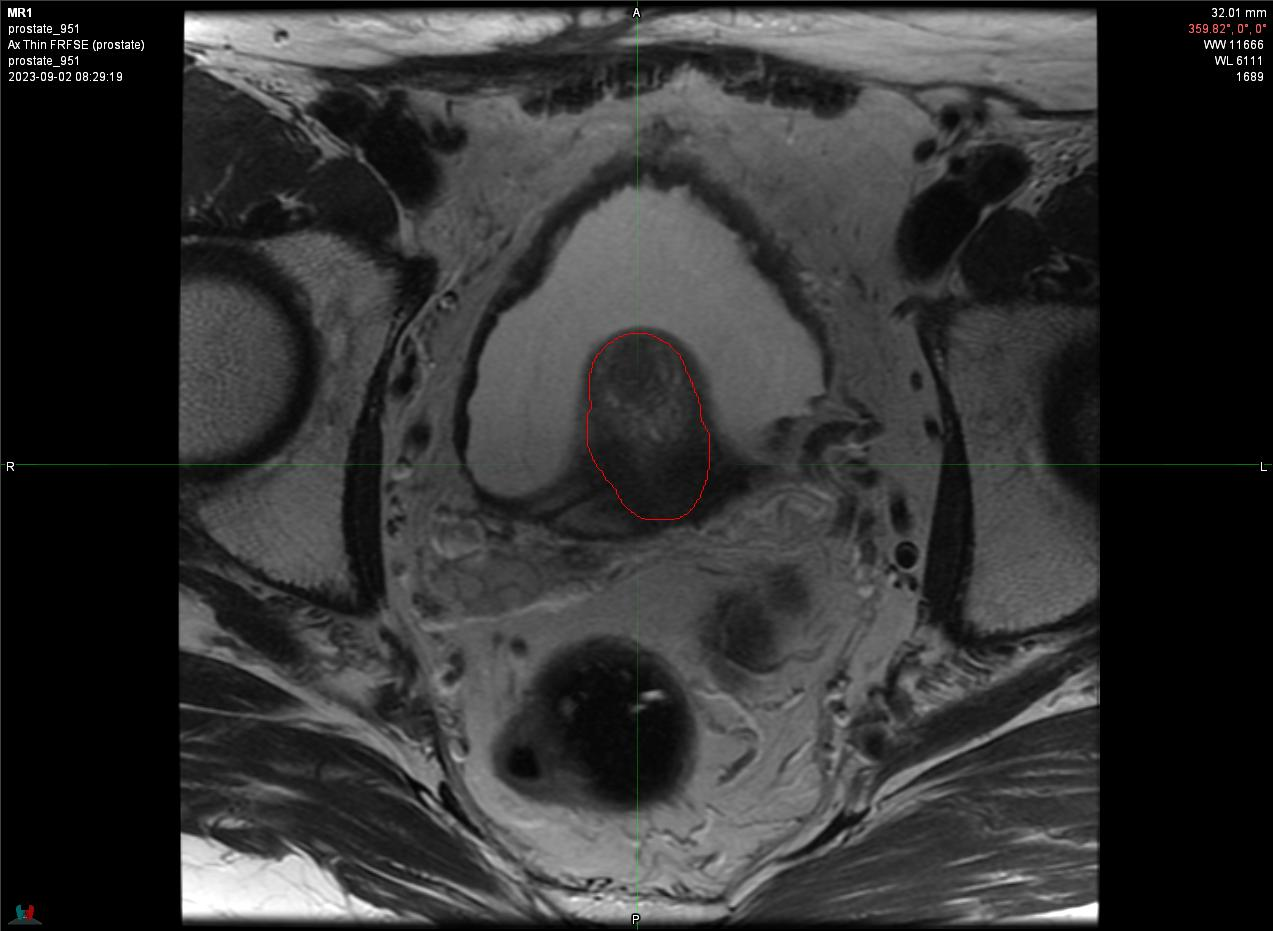 MR1
prostate_951
Ax Thin FRFSE (prostate)
prostate_951
2023-09-02 08:29:19
32.01 mm
359.82°, 0°, 0°
WW 11666
WL 6111
1689
A
R
L
P